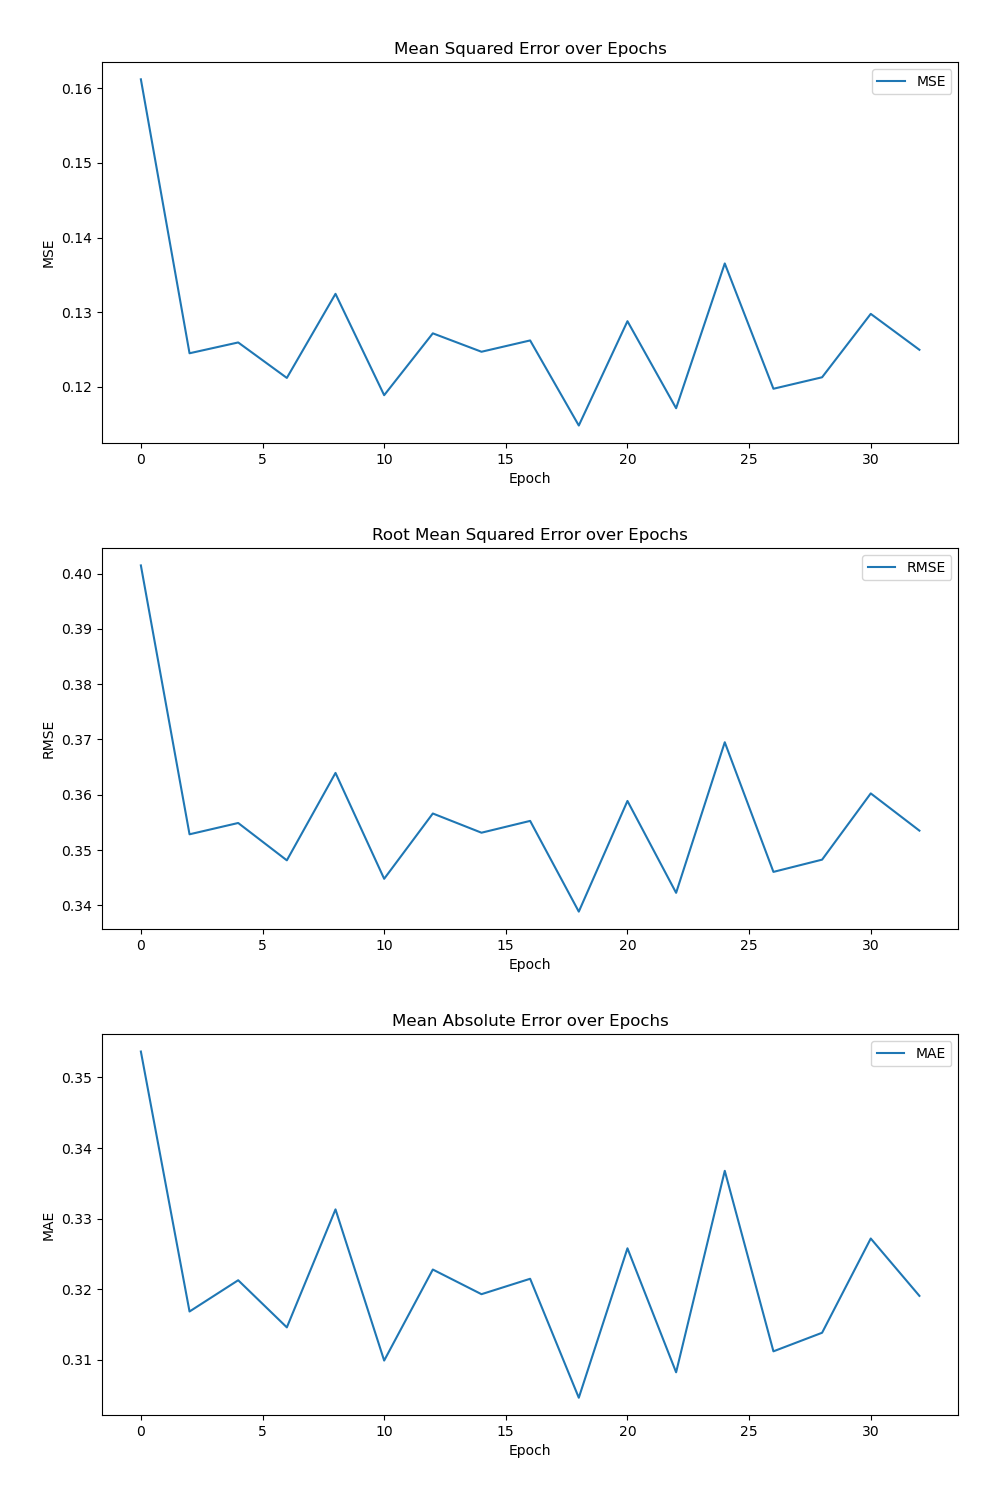 Mean Squared Error over Epochs
MSE
0.16
0.15
0.14
0.13
0.12
MSE
0 5 10 15 20 25 30
Epoch
Root Mean Squared Error over Epochs
RMSE
0.40
0.39
0.38
0.37
0.36
0.35
0.34
RMSE
0 5 10 15 20 25 30
Epoch
Mean Absolute Error over Epochs
MAE
0.35
0.34
0.33
0.32
0.31
MAE
0 5 10 15 20 25 30
Epoch